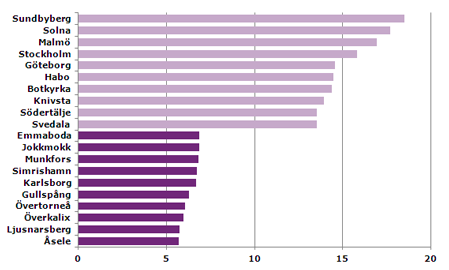 Sundbyberg
Solna
Malmö
Stockholm
Göteborg
Habo
Botkyrka
Knivsta
Södertälje
Svedala
Emmaboda
Jokkmokk
Munkfors
Simrishamn
Karlsborg
Gullspång
Övertorneå
Överkalix
Ljusnarsberg
Åsele
0 5 10 15 20